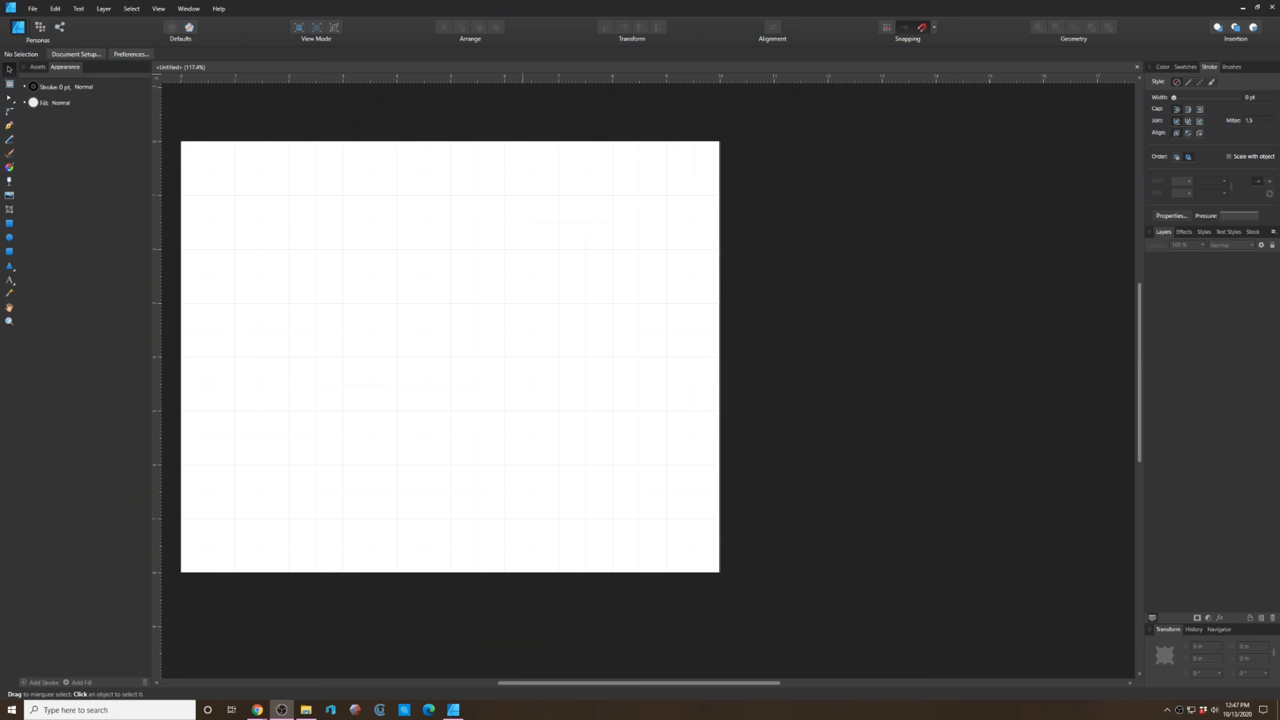 File Edit Text Layer Select View Window Help
Personas Defaults View Mode Arrange Transform Alignment Snapping Geometry Insertion
No Selection Document Setup... Preferences...
Assets Appearance
<Untitled> [117.4%]
Color Swatches Stroke Brushes
Stroke: 0 pt, Normal
Fill: Normal
Style:
Width: 0 pt
Cap:
Join: Miter: 1.5
Align:
Order: Scale with object
Properties... Pressure:
Layers Effects Styles Text Styles Stock
100 % Normal
Transform History Navigator
Add Stroke Add Fill
Drag to marquee select. Click an object to select it.
Type here to search
12:47 PM
10/13/2020